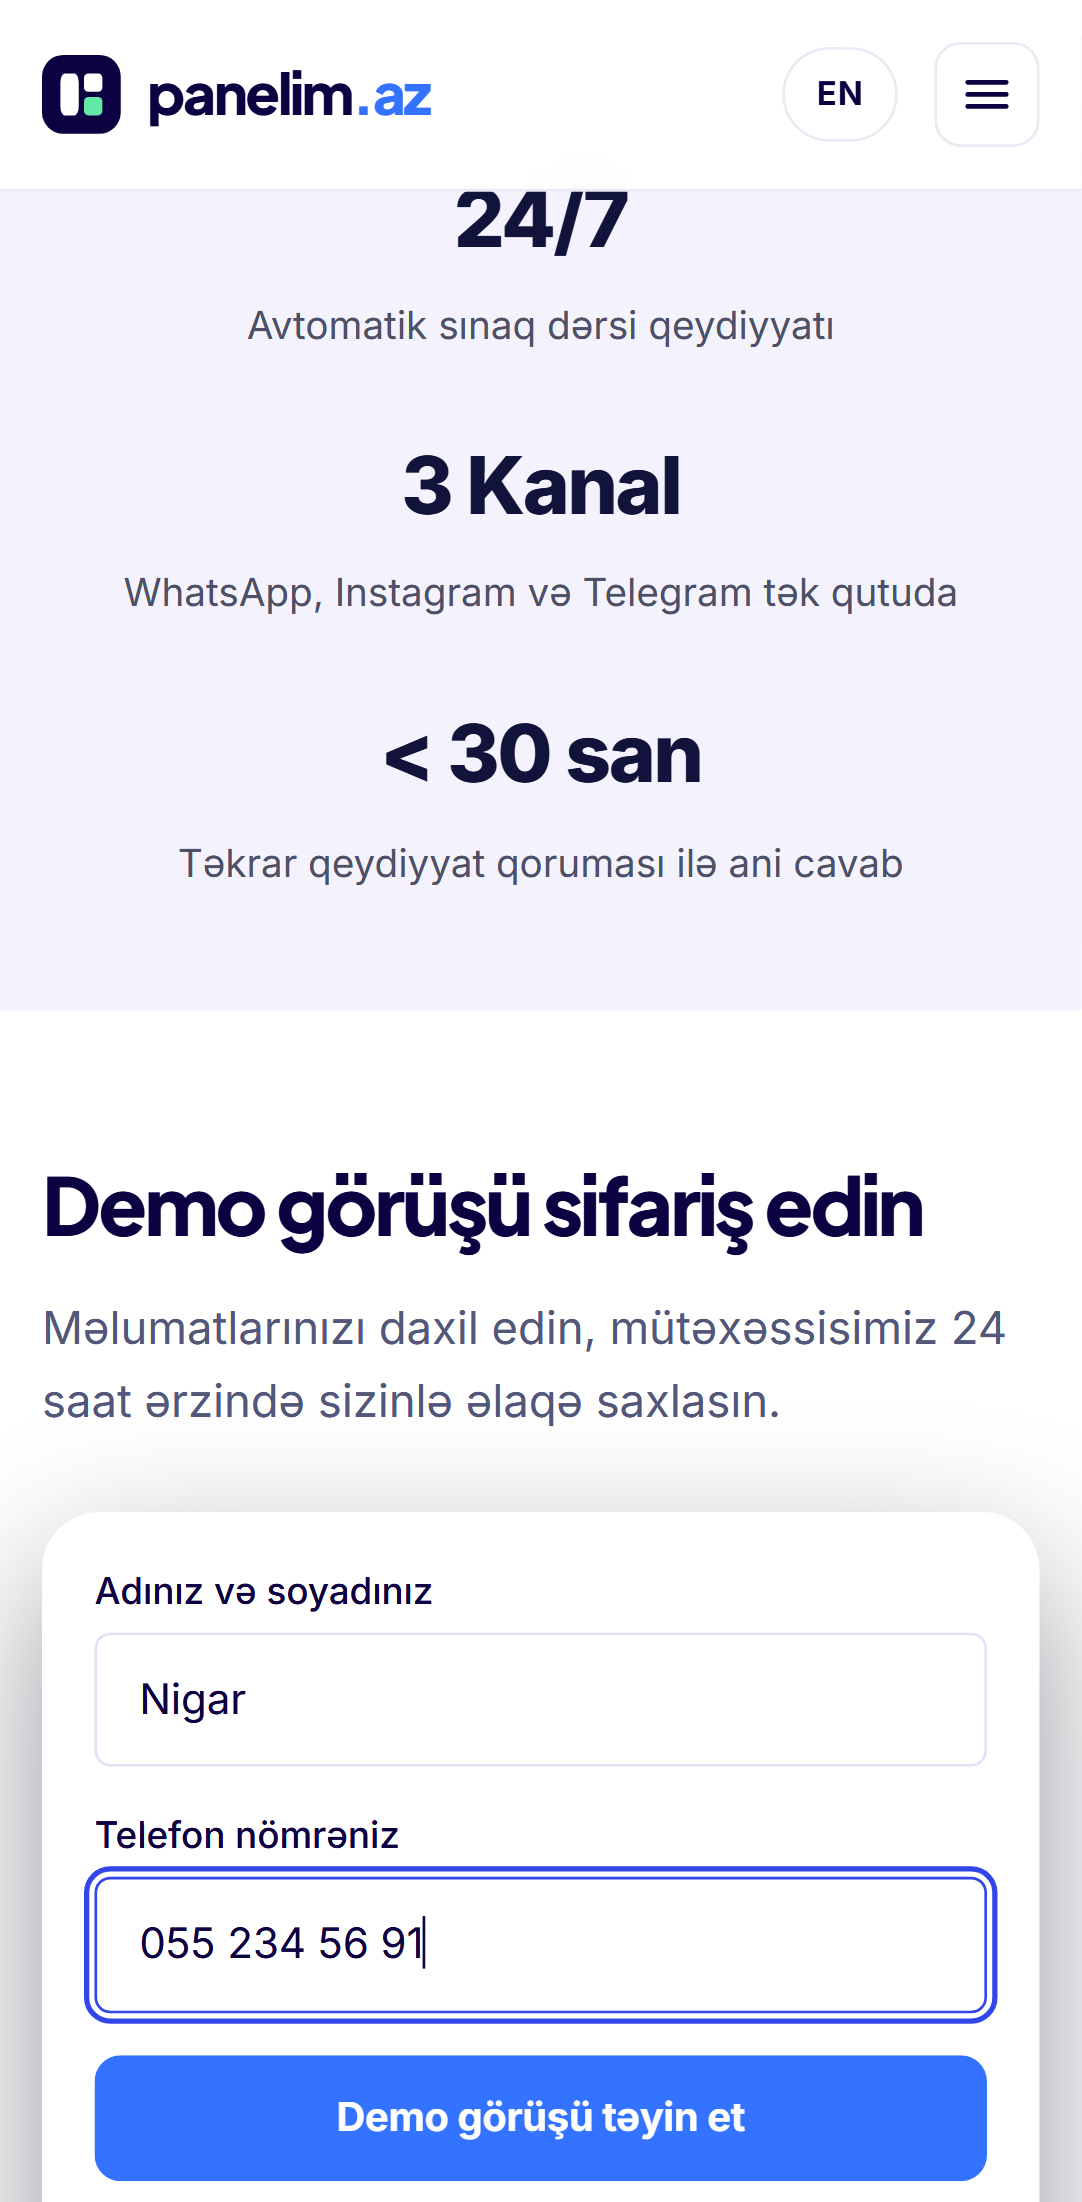 panelim.az
EN
24/7
Avtomatik sınaq dərsi qeydiyyatı
3 Kanal
WhatsApp, Instagram və Telegram tək qutuda
< 30 san
Təkrar qeydiyyat qoruması ilə ani cavab
Demo görüşü sifariş edin
Məlumatlarınızı daxil edin, mütəxəssisimiz 24
saat ərzində sizinlə əlaqə saxlasın.
Adınız və soyadınız
Nigar
Telefon nömrəniz
055 234 56 91
Demo görüşü təyin et